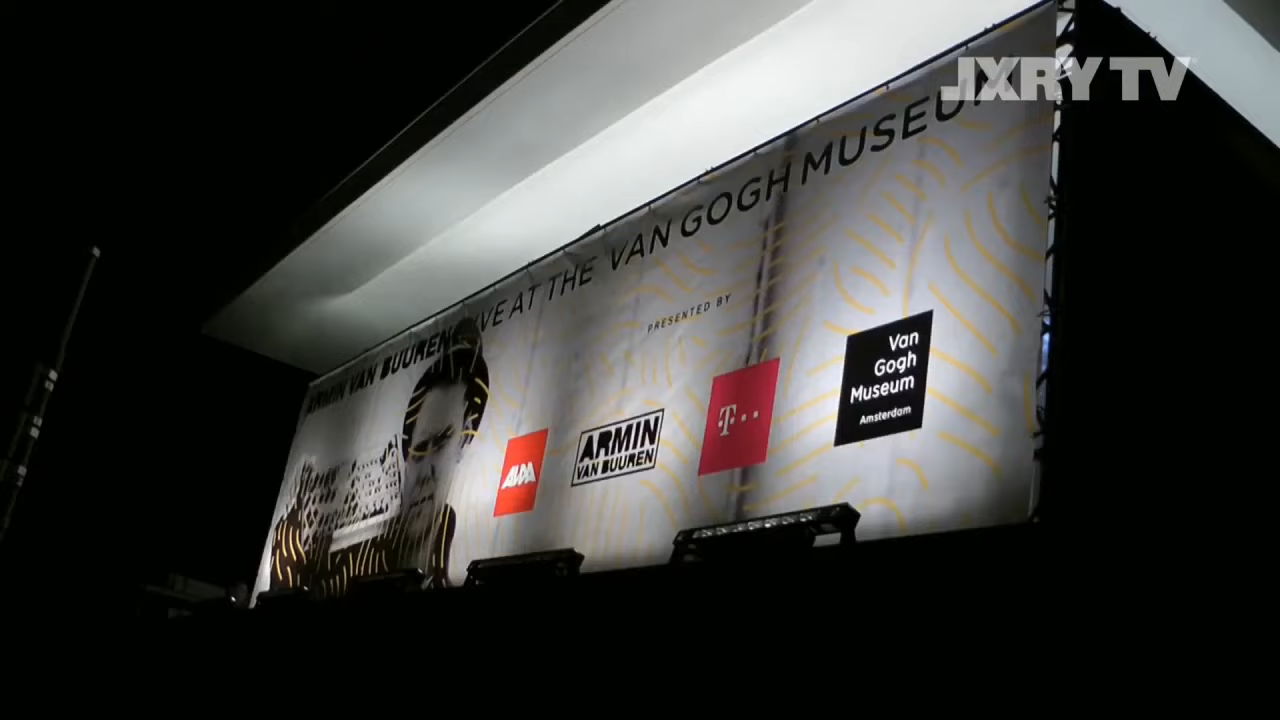 JXRY TV
ARMIN VAN BUUREN LIVE AT THE VAN GOGH MUSEUM
PRESENTED BY
ARMIN
VAN BUUREN
T
Van
Gogh
Museum
Amsterdam